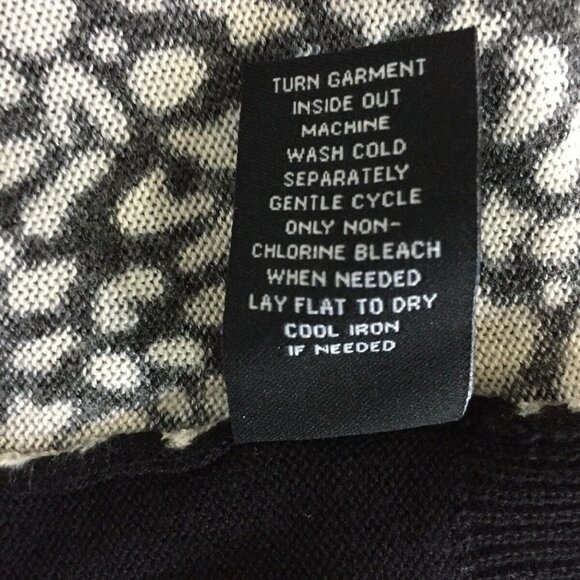 TURN GARMENT
INSIDE OUT
MACHINE
WASH COLD
SEPARATELY
GENTLE CYCLE
ONLY NON-
CHLORINE BLEACH
WHEN NEEDED
LAY FLAT TO DRY
COOL IRON
IF NEEDED